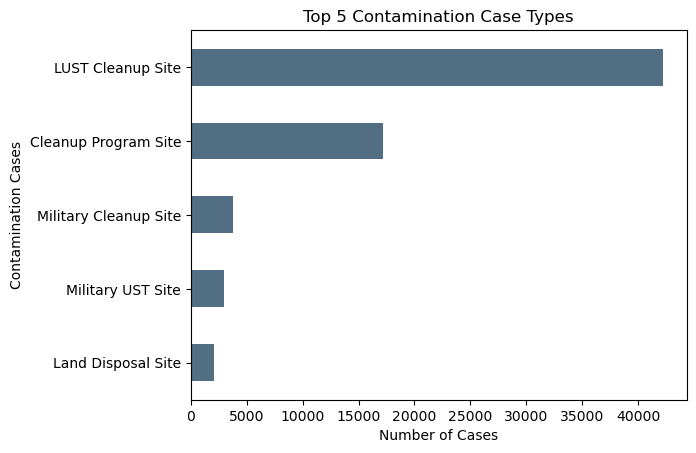 Top 5 Contamination Case Types
Contamination Cases
LUST Cleanup Site
Cleanup Program Site
Military Cleanup Site
Military UST Site
Land Disposal Site
0 5000 10000 15000 20000 25000 30000 35000 40000
Number of Cases